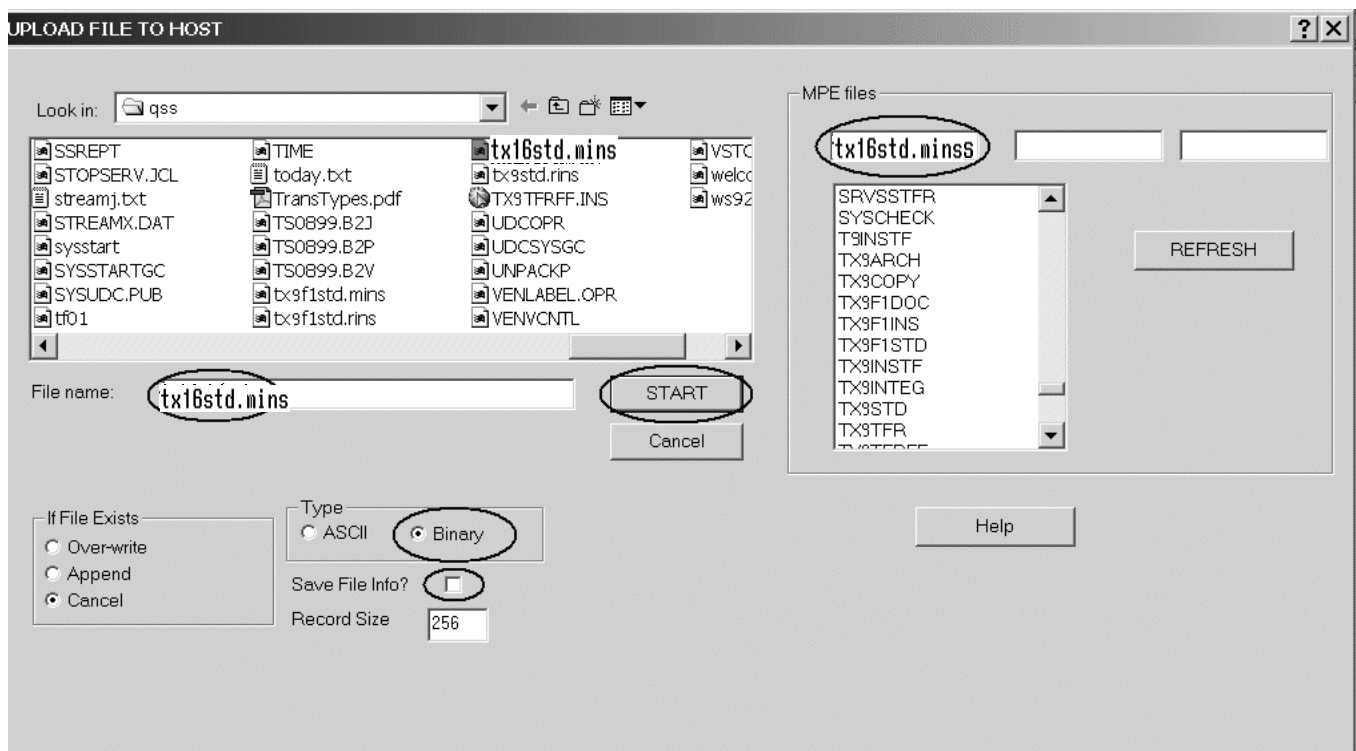 UPLOAD FILE TO HOST
Look in: qss
SSREPT
STOPSERV.JCL
streamj.txt
STREAMX.DAT
sysstart
SYSSTARTGC
SYSUDC.PUB
tf01
TIME
today.txt
TransTypes.pdf
TS0899.B2J
TS0899.B2P
TS0899.B2V
tx9f1std.mins
tx9f1std.rins
tx16std.mins
tx9std.rins
TX9TFRFF.INS
UDCOPR
UDCSYSGC
UNPACKP
VENLABEL.OPR
VENVCNTL
VSTC
welcc
ws92
File name: tx16std.mins
START
Cancel
If File Exists
Over-write
Append
Cancel
Type
ASCII
Binary
Save File Info?
Record Size 256
MPE files
tx16std.minss
SRVSSTFR
SYSCHECK
T9INSTF
TX9ARCH
TX9COPY
TX9F1DOC
TX9F1INS
TX9F1STD
TX9INSTF
TX9INTEG
TX9STD
TX9TFR
REFRESH
Help